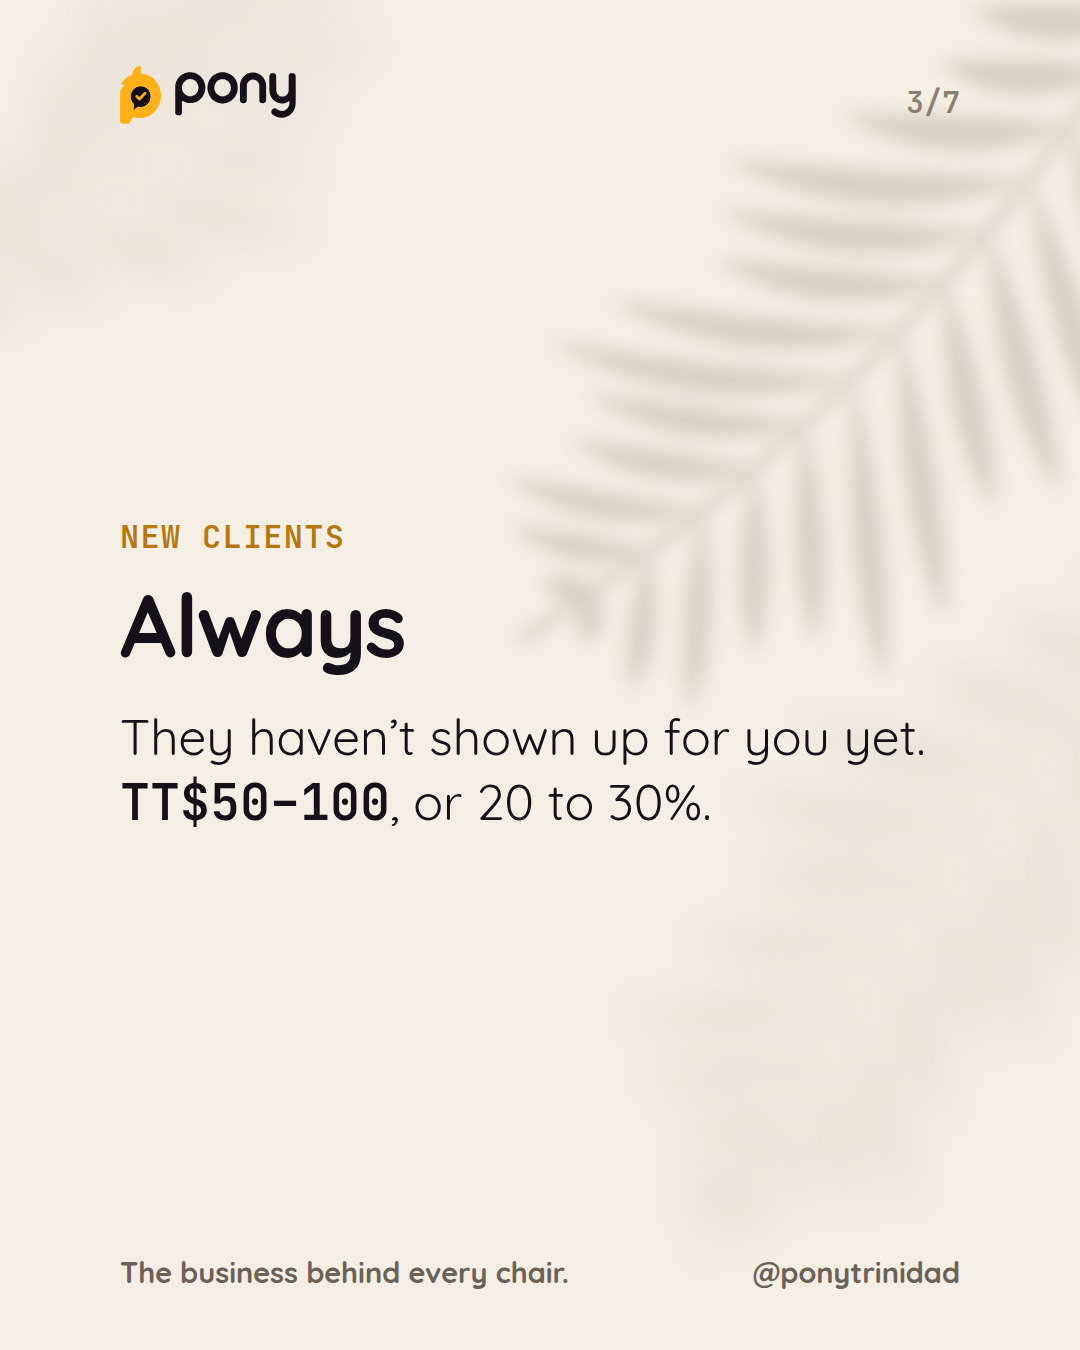 pony
3/7
NEW CLIENTS
Always
They haven’t shown up for you yet.
TT$50–100, or 20 to 30%.
The business behind every chair.
@ponytrinidad